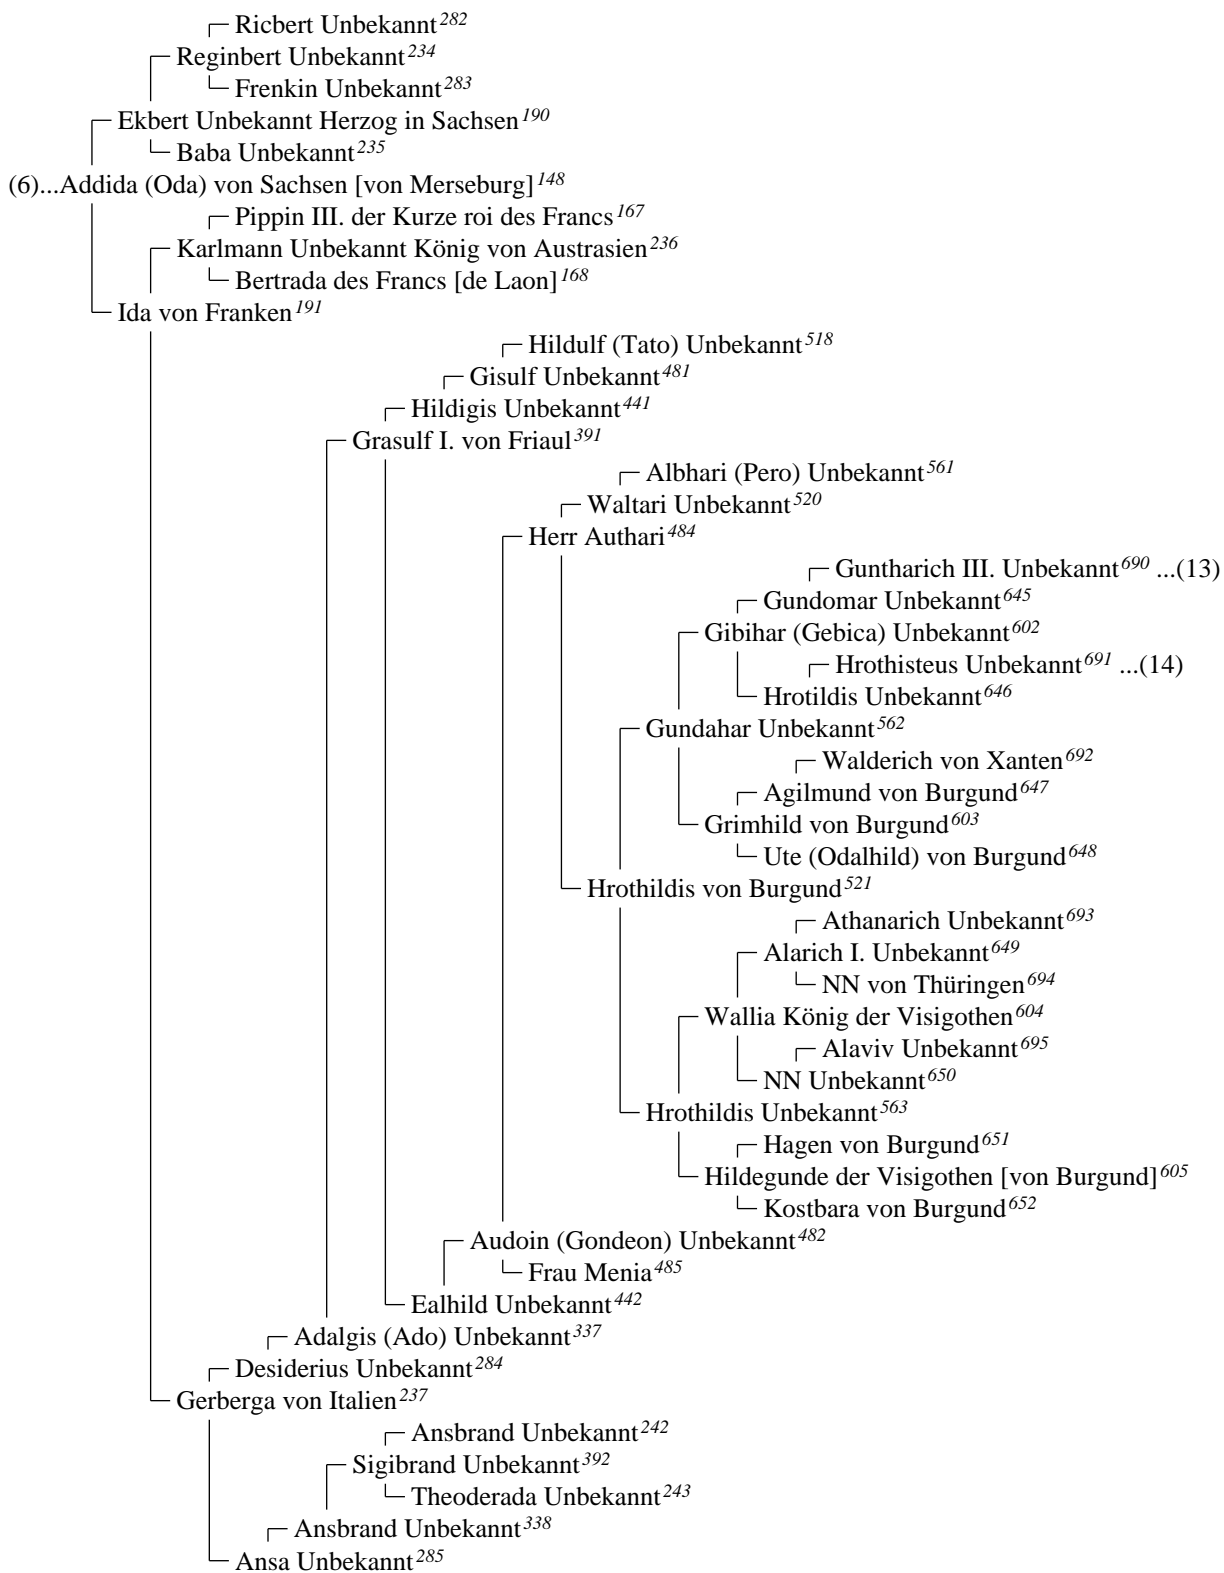 Ricbert Unbekannt 282
Reginbert Unbekannt 234
Frenkin Unbekannt 283
Ekbert Unbekannt Herzog in Sachsen 190
Baba Unbekannt 235
(6)...Addida (Oda) von Sachsen [von Merseburg] 148
Pippin III. der Kurze roi des Francs 167
Karlmann Unbekannt König von Austrasien 236
Bertrada des Francs [de Laon] 168
Ida von Franken 191
Hildulf (Tato) Unbekannt 518
Gisulf Unbekannt 481
Hildigis Unbekannt 441
Grasulf I. von Friaul 391
Albhari (Pero) Unbekannt 561
Waltari Unbekannt 520
Herr Authari 484
Guntharich III. Unbekannt 690 ...(13)
Gundomar Unbekannt 645
Gibihar (Gebica) Unbekannt 602
Hrothisteus Unbekannt 691 ...(14)
Hrotildis Unbekannt 646
Gundahar Unbekannt 562
Walderich von Xanten 692
Agilmund von Burgund 647
Grimhild von Burgund 603
Ute (Odalhild) von Burgund 648
Hrothildis von Burgund 521
Athanarich Unbekannt 693
Alarich I. Unbekannt 649
NN von Thüringen 694
Wallia König der Visigothen 604
Alaviv Unbekannt 695
NN Unbekannt 650
Hrothildis Unbekannt 563
Hagen von Burgund 651
Hildegunde der Visigothen [von Burgund] 605
Kostbara von Burgund 652
Audoin (Gondeon) Unbekannt 482
Frau Menia 485
Ealhild Unbekannt 442
Adalgis (Ado) Unbekannt 337
Desiderius Unbekannt 284
Gerberga von Italien 237
Ansbrand Unbekannt 242
Sigibrand Unbekannt 392
Theoderada Unbekannt 243
Ansbrand Unbekannt 338
Ansa Unbekannt 285